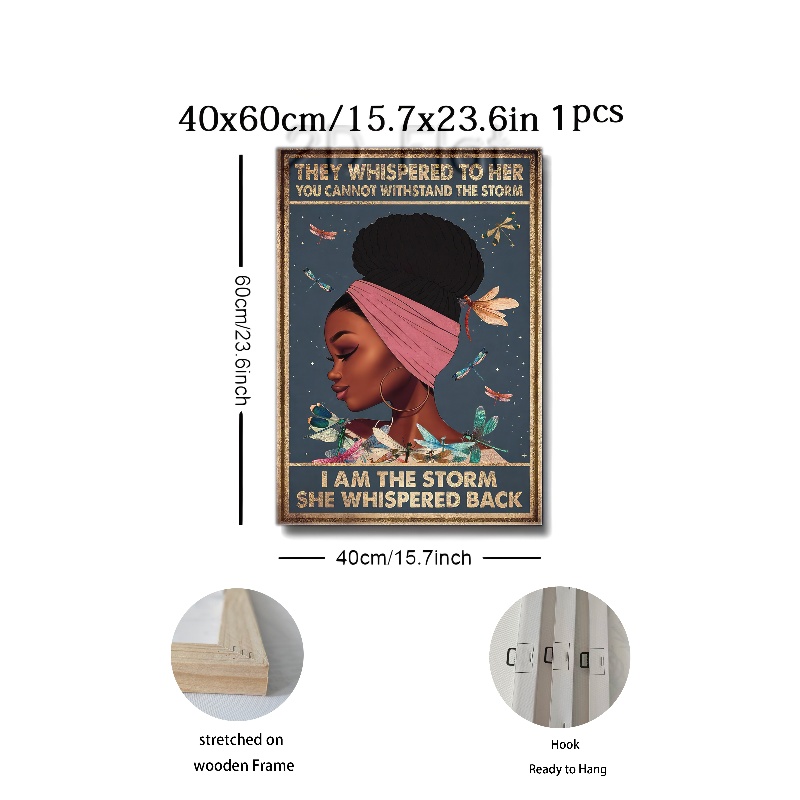 40x60cm/15.7x23.6in 1pcs
THEY WHISPERED TO HER
YOU CANNOT WITHSTAND THE STORM
60cm/23.6inch
I AM THE STORM
SHE WHISPERED BACK
40cm/15.7inch
stretched on
wooden Frame
Hook
Ready to Hang